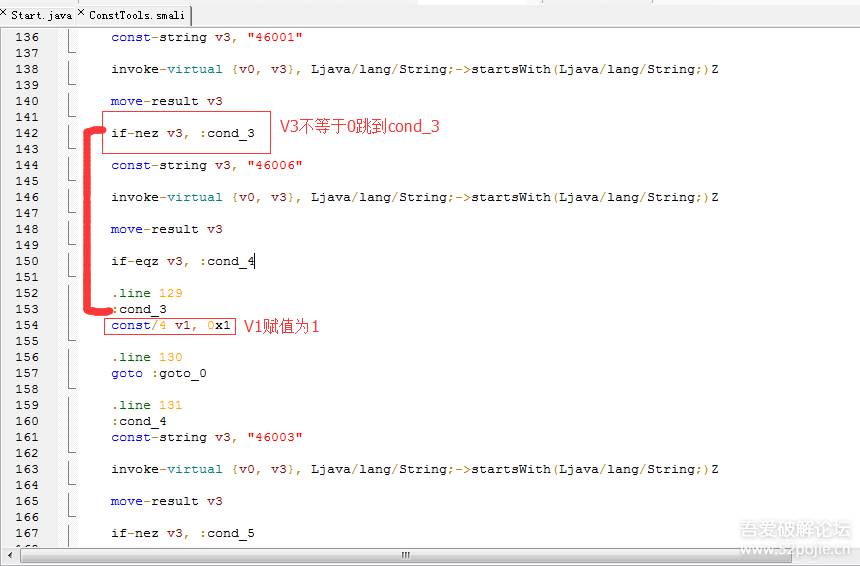 Start.java ConstTools.smali
136 const-string v3, "46001"
137
138 invoke-virtual {v0, v3}, Ljava/lang/String;->startsWith(Ljava/lang/String;)Z
139
140 move-result v3
141
142 if-nez v3, :cond_3 V3不等于0跳到cond_3
143
144 const-string v3, "46006"
145
146 invoke-virtual {v0, v3}, Ljava/lang/String;->startsWith(Ljava/lang/String;)Z
147
148 move-result v3
149
150 if-eqz v3, :cond_4
151
152 .line 129
153 :cond_3
154 const/4 v1, 0x1 V1赋值为1
155
156 .line 130
157 goto :goto_0
158
159 .line 131
160 :cond_4
161 const-string v3, "46003"
162
163 invoke-virtual {v0, v3}, Ljava/lang/String;->startsWith(Ljava/lang/String;)Z
164
165 move-result v3
166
167 if-nez v3, :cond_5
吾爱破解论坛
www.52pojie.cn